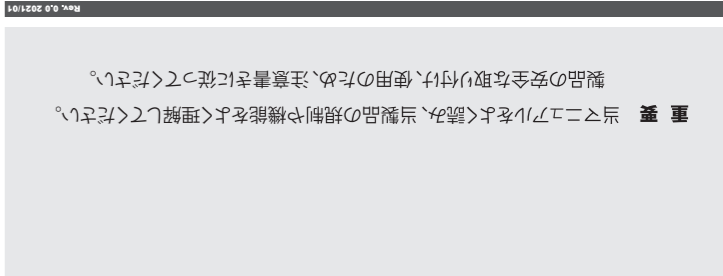 重要 当マニュアルをよく読み、当製品の規制や機能をよく理解してください。
製品の安全な取り付け、使用のため、注意書きに従ってください。
Rev. 0.0 2021/01